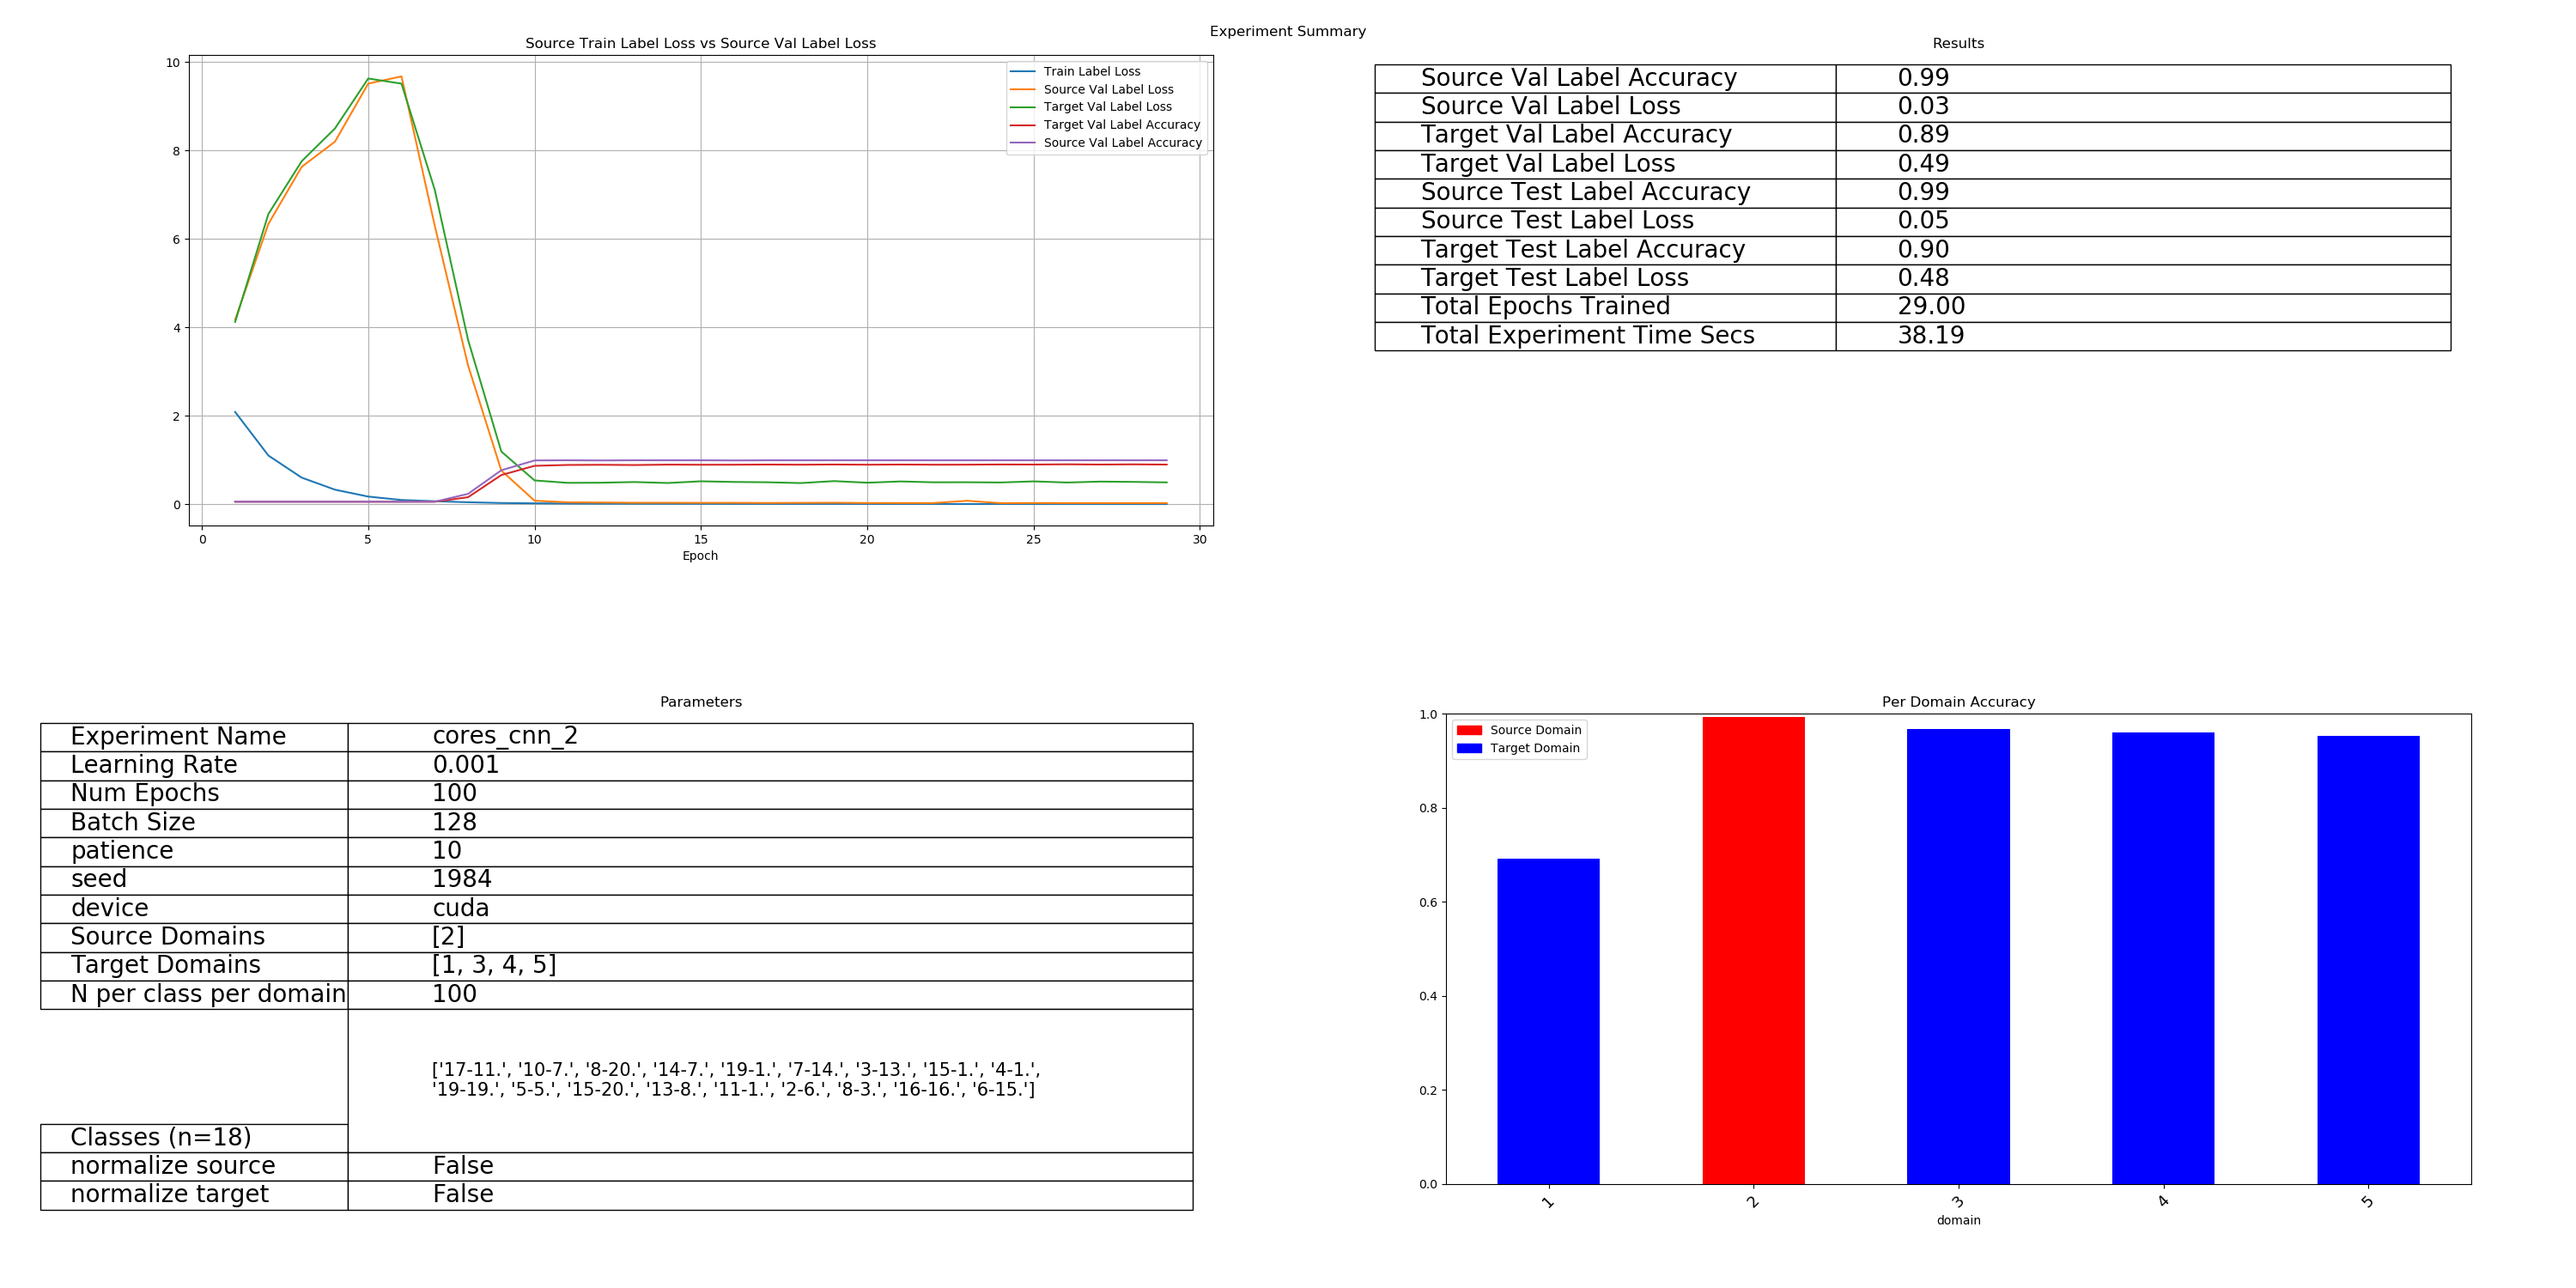 Experiment Summary
Source Train Label Loss vs Source Val Label Loss
10
8
6
4
2
0
0 5 10 15 20 25 30
Epoch
Train Label Loss
Source Val Label Loss
Target Val Label Loss
Target Val Label Accuracy
Source Val Label Accuracy
Results
Source Val Label Accuracy 0.99
Source Val Label Loss 0.03
Target Val Label Accuracy 0.89
Target Val Label Loss 0.49
Source Test Label Accuracy 0.99
Source Test Label Loss 0.05
Target Test Label Accuracy 0.90
Target Test Label Loss 0.48
Total Epochs Trained 29.00
Total Experiment Time Secs 38.19
Parameters
Experiment Name cores_cnn_2
Learning Rate 0.001
Num Epochs 100
Batch Size 128
patience 10
seed 1984
device cuda
Source Domains [2]
Target Domains [1, 3, 4, 5]
N per class per domain 100
['17-11.', '10-7.', '8-20.', '14-7.', '19-1.', '7-14.', '3-13.', '15-1.', '4-1.',
'19-19.', '5-5.', '15-20.', '13-8.', '11-1.', '2-6.', '8-3.', '16-16.', '6-15.']
Classes (n=18)
normalize source False
normalize target False
Per Domain Accuracy
1.0
0.8
0.6
0.4
0.2
0.0
Source Domain
Target Domain
1 2 3 4 5
domain